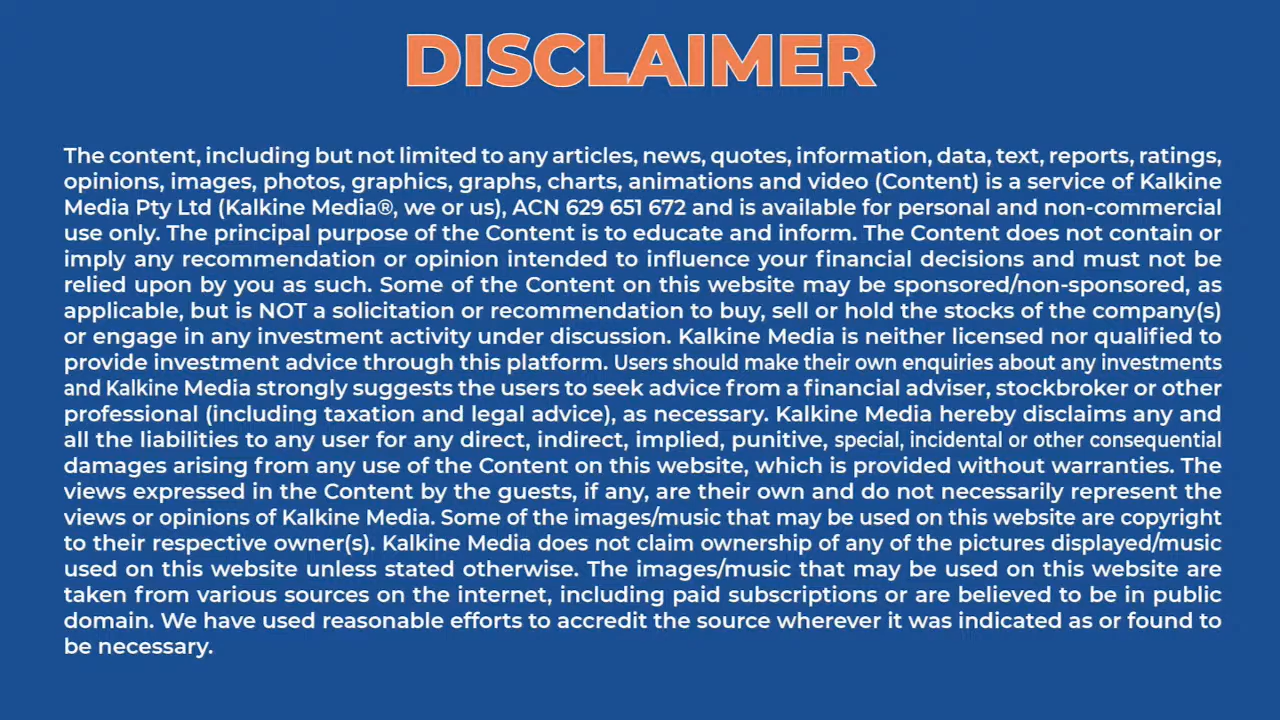 DISCLAIMER
The content, including but not limited to any articles, news, quotes, information, data, text, reports, ratings,
opinions, images, photos, graphics, graphs, charts, animations and video (Content) is a service of Kalkine
Media Pty Ltd (Kalkine Media®, we or us), ACN 629 651 672 and is available for personal and non-commercial
use only. The principal purpose of the Content is to educate and inform. The Content does not contain or
imply any recommendation or opinion intended to influence your financial decisions and must not be
relied upon by you as such. Some of the Content on this website may be sponsored/non-sponsored, as
applicable, but is NOT a solicitation or recommendation to buy, sell or hold the stocks of the company(s)
or engage in any investment activity under discussion. Kalkine Media is neither licensed nor qualified to
provide investment advice through this platform. Users should make their own enquiries about any investments
and Kalkine Media strongly suggests the users to seek advice from a financial adviser, stockbroker or other
professional (including taxation and legal advice), as necessary. Kalkine Media hereby disclaims any and
all the liabilities to any user for any direct, indirect, implied, punitive, special, incidental or other consequential
damages arising from any use of the Content on this website, which is provided without warranties. The
views expressed in the Content by the guests, if any, are their own and do not necessarily represent the
views or opinions of Kalkine Media. Some of the images/music that may be used on this website are copyright
to their respective owner(s). Kalkine Media does not claim ownership of any of the pictures displayed/music
used on this website unless stated otherwise. The images/music that may be used on this website are
taken from various sources on the internet, including paid subscriptions or are believed to be in public
domain. We have used reasonable efforts to accredit the source wherever it was indicated as or found to
be necessary.